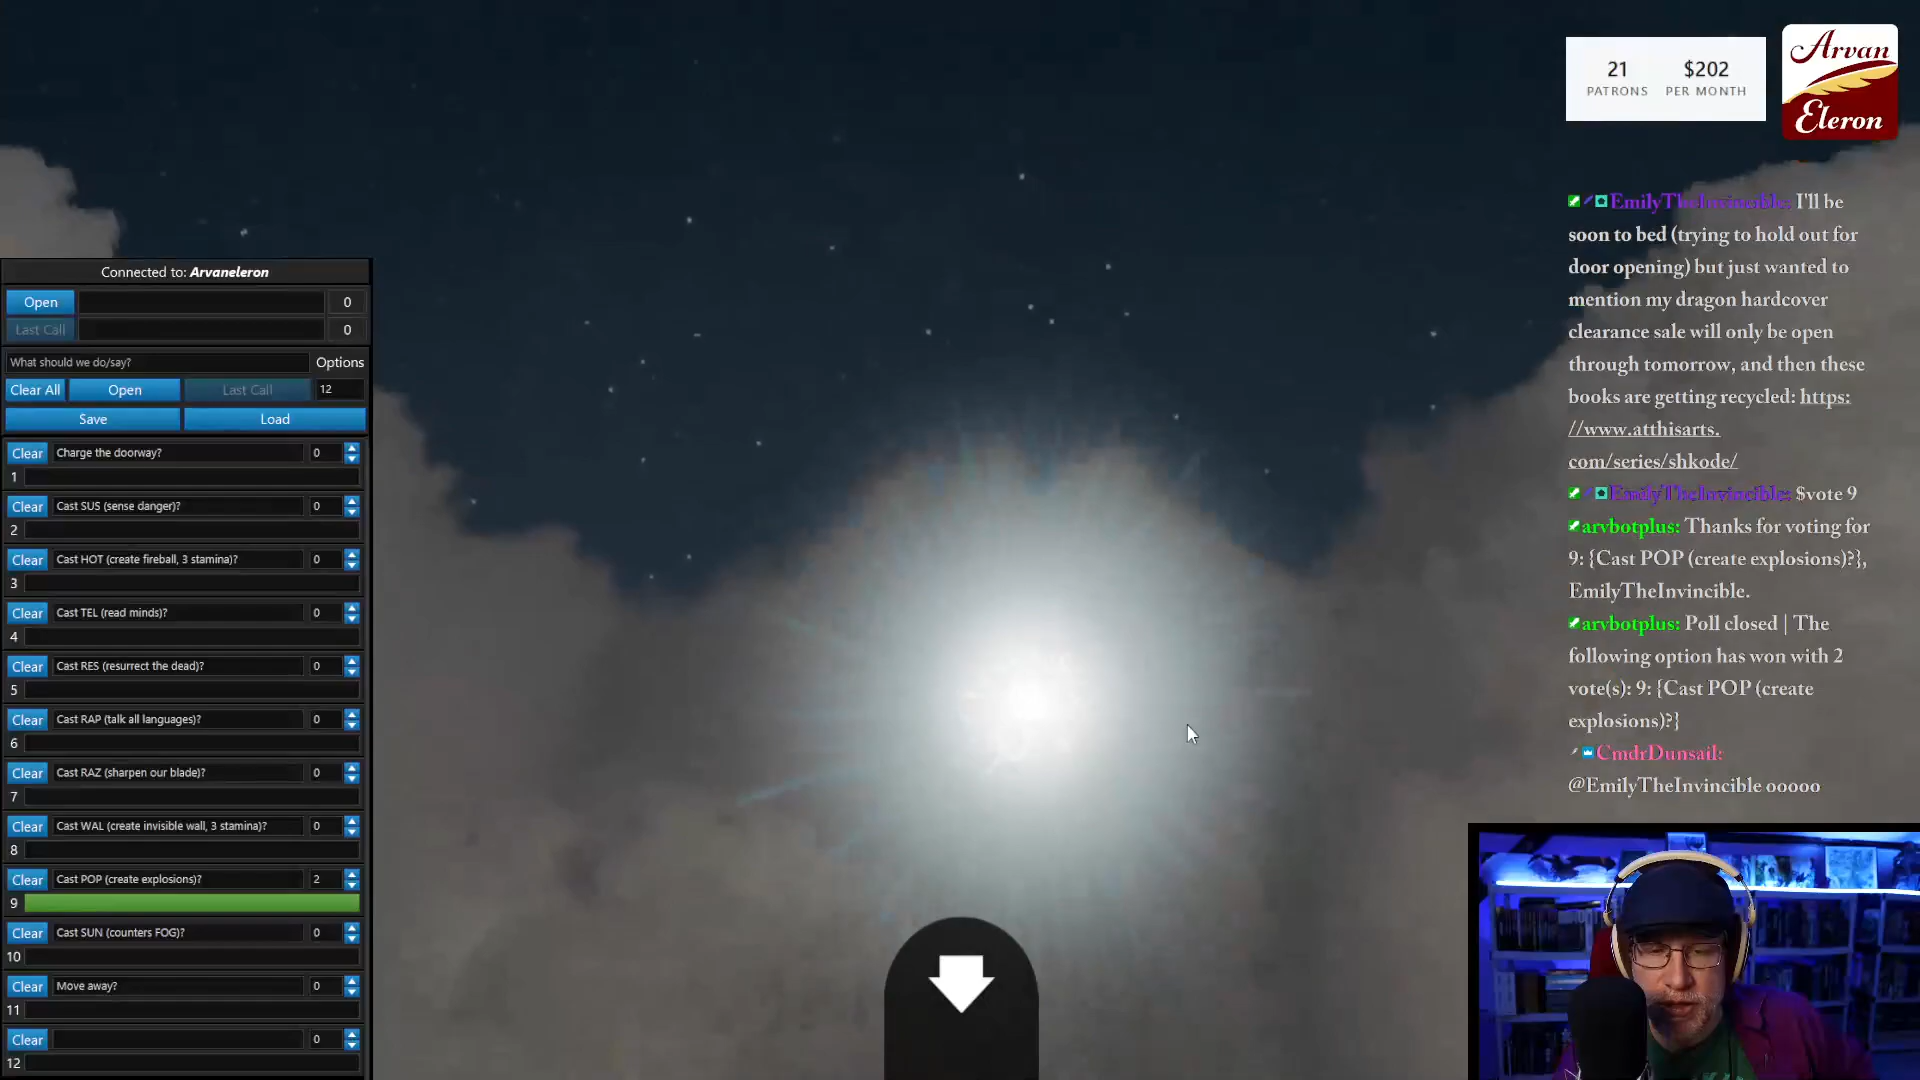 21
$202
PATRONS
PER MONTH
Arvan
Eleron
Connected to: Arvaneleron
Open
0
Last Call
0
What should we do/say?
Options
Clear All
Open
Last Call
12
Save
Load
Clear
Charge the doorway?
0
1
Clear
Cast SUS (sense danger)?
0
2
Clear
Cast HOT (create fireball, 3 stamina)?
0
3
Clear
Cast TEL (read minds)?
0
4
Clear
Cast RES (resurrect the dead)?
0
5
Clear
Cast RAP (talk all languages)?
0
6
Clear
Cast RAZ (sharpen our blade)?
0
7
Clear
Cast WAL (create invisible wall, 3 stamina)?
0
8
Clear
Cast POP (create explosions)?
2
9
Clear
Cast SUN (counters FOG)?
0
10
Clear
Move away?
0
11
Clear
0
12
EmilyTheInvincible: I'll be
soon to bed (trying to hold out for
door opening) but just wanted to
mention my dragon hardcover
clearance sale will only be open
through tomorrow, and then these
books are getting recycled: https:
//www.atthisarts.
com/series/shkode/
EmilyTheInvincible: $vote 9
arvbotplus: Thanks for voting for
9: {Cast POP (create explosions)?},
EmilyTheInvincible.
arvbotplus: Poll closed | The
following option has won with 2
vote(s): 9: {Cast POP (create
explosions)?}
CmdrDunsail:
@EmilyTheInvincible ooooo